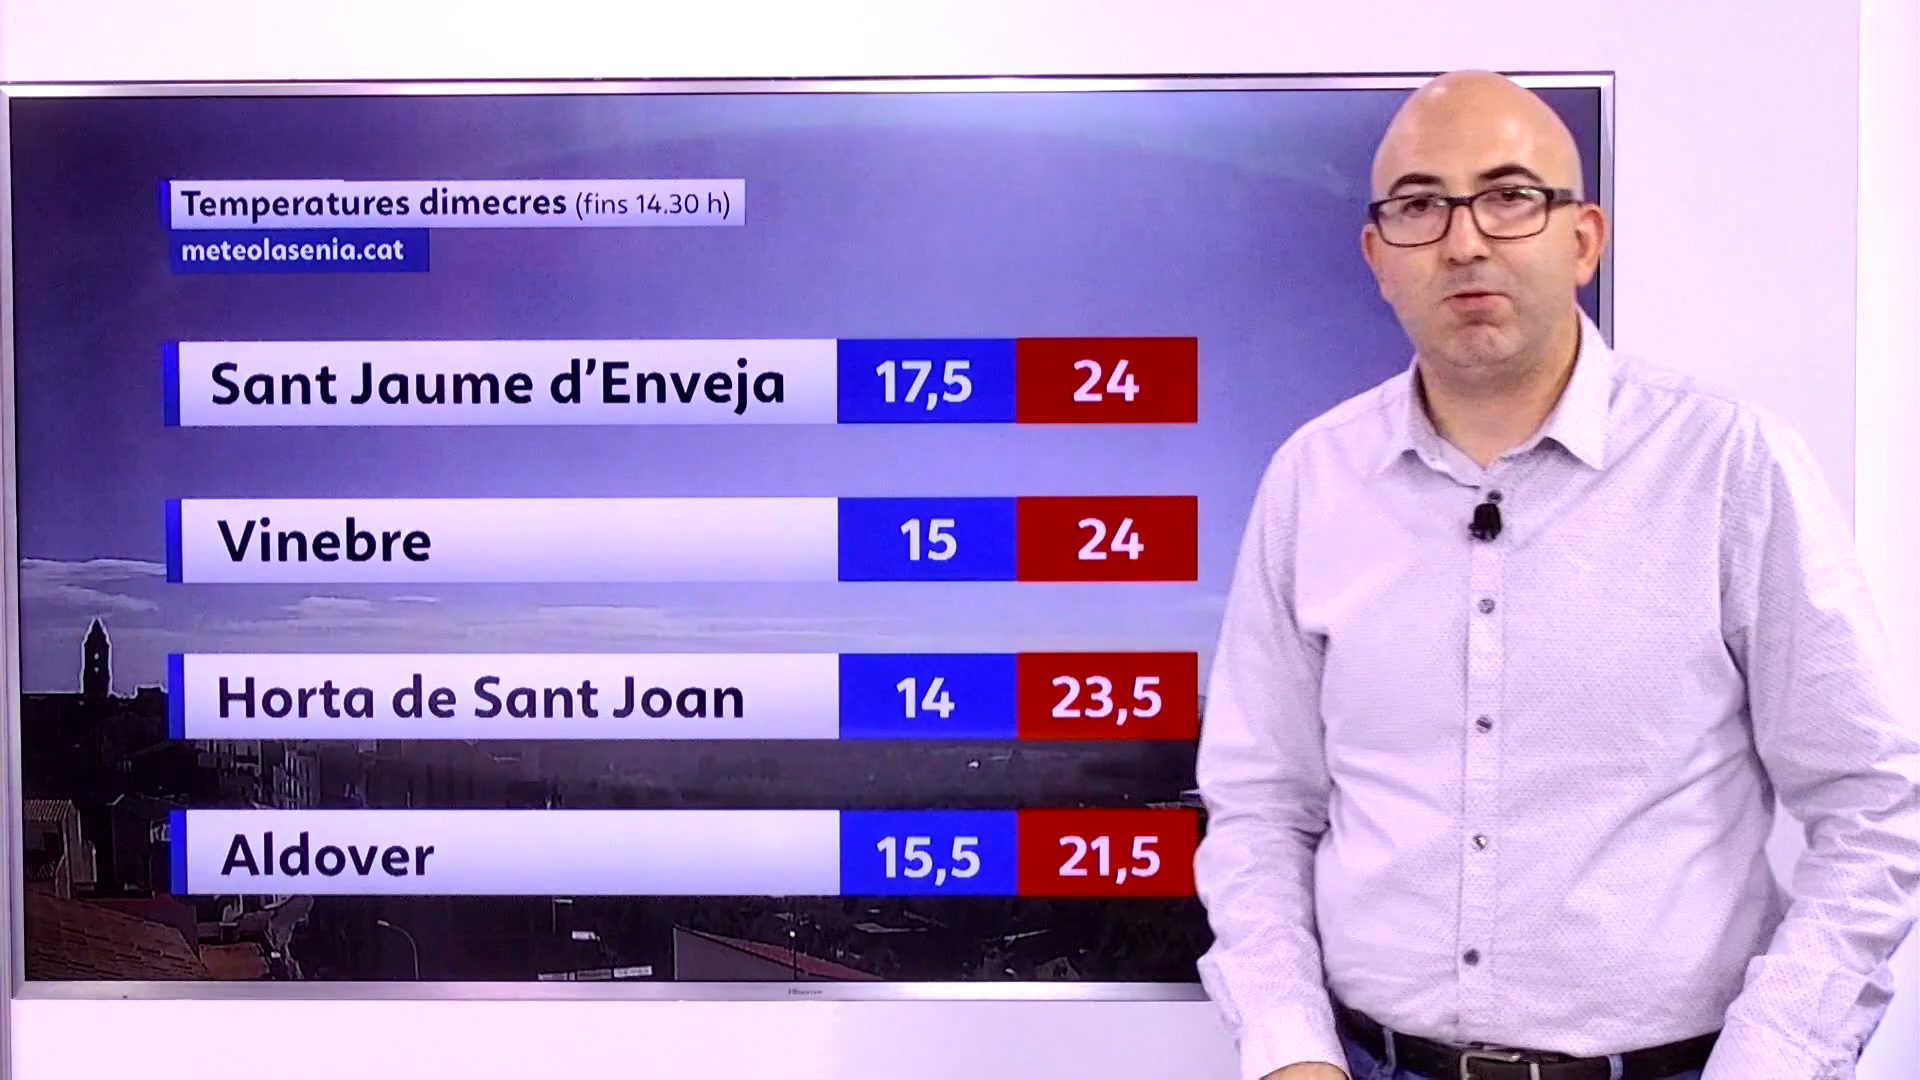 Temperatures dimecres (fins 14.30 h)
meteolasenia.cat
Sant Jaume d'Enveja 17,5 24
Vinebre 15 24
Horta de Sant Joan 14 23,5
Aldover 15,5 21,5
Hisense